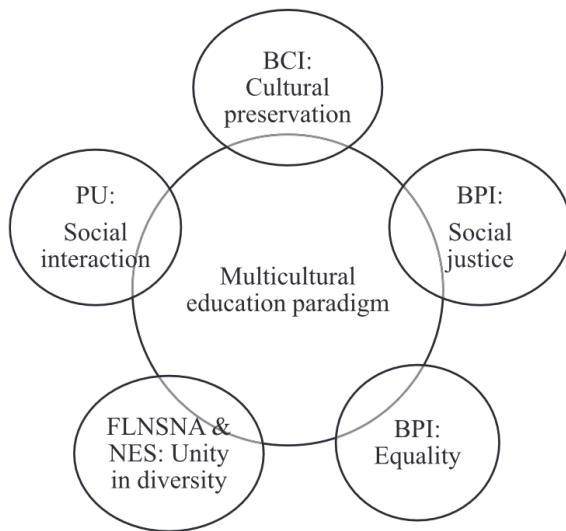 BCI:
Cultural
preservation
PU:
Social
interaction
BPI:
Social
justice
Multicultural
education paradigm
FLNSNA &
NES: Unity
in diversity
BPI:
Equality